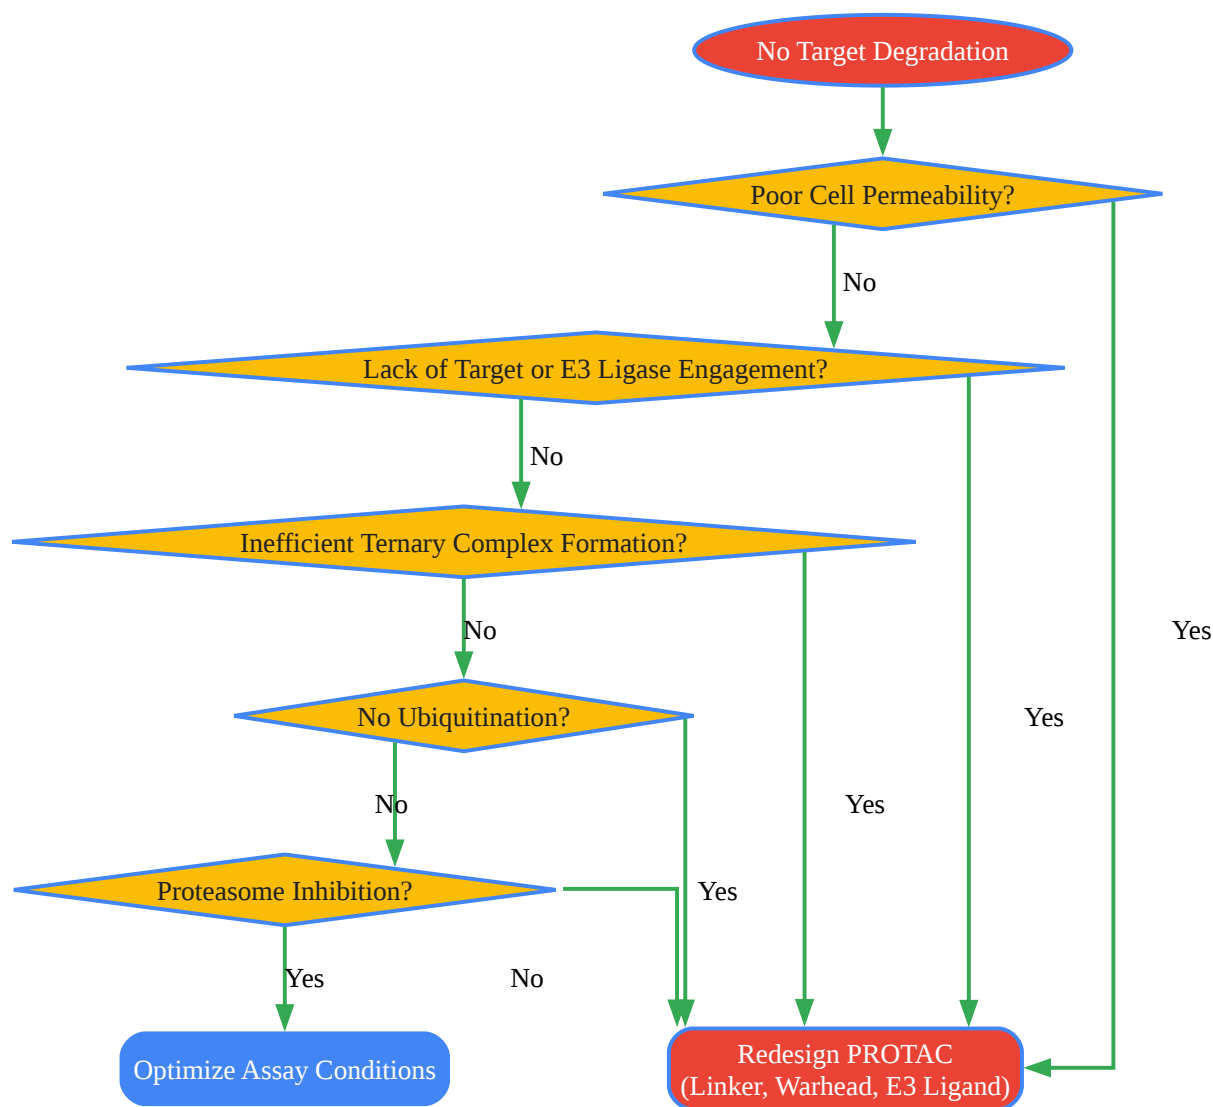 No Target Degradation
Poor Cell Permeability?
No
Lack of Target or E3 Ligase Engagement?
No
Inefficient Ternary Complex Formation?
No
Yes
No Ubiquitination?
Yes
No
Yes
Proteasome Inhibition?
Yes
Yes
No
Optimize Assay Conditions
Redesign PROTAC
(Linker, Warhead, E3 Ligand)